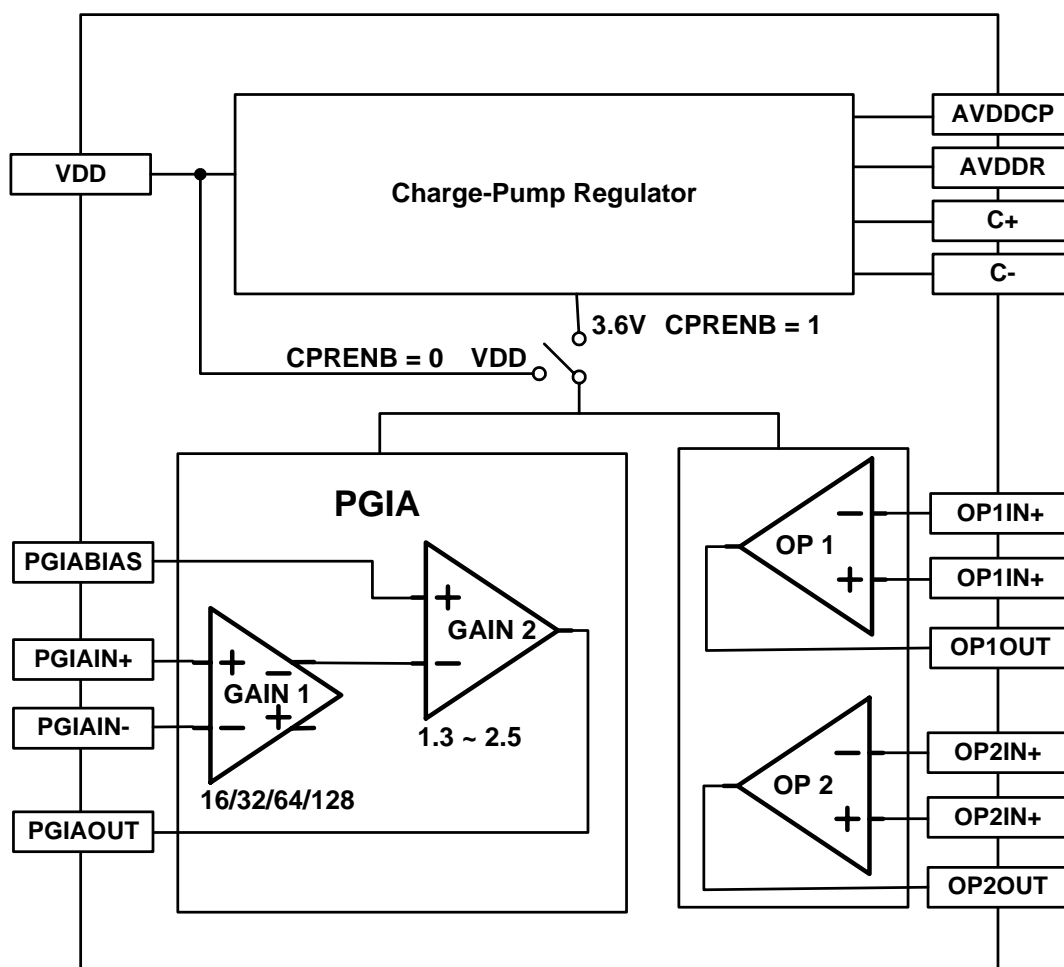 AVDDCP
VDD
AVDDR
Charge-Pump Regulator
C+
C-
3.6V CPRENB = 1
CPRENB = 0 VDD
PGIA
OP1IN+
OP 1
PGIABIAS
OP1IN+
+
-
+
-
GAIN 2
PGIAIN+
+
-
OP1OUT
-
GAIN 1
PGIAIN-
-
+
1.3 ~ 2.5
OP2IN+
-
OP 2
16/32/64/128
OP2IN+
+
PGIAOUT
OP2OUT